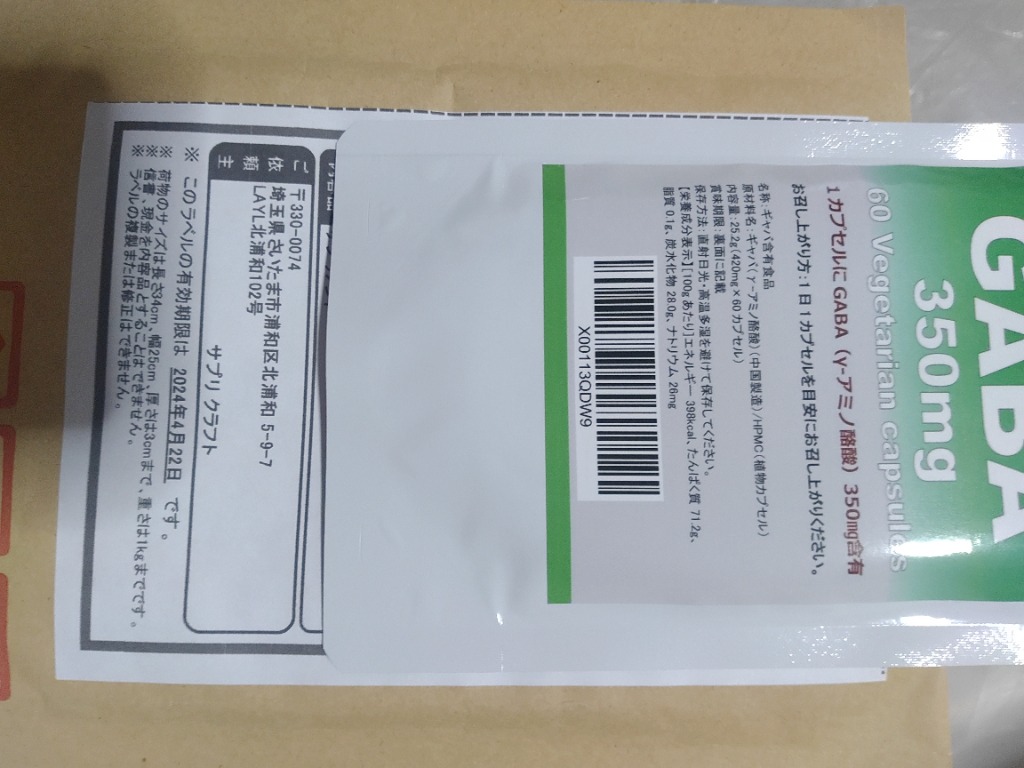 GABA
350mg
60 Vegetarian capsules
1カプセルに GABA（γ-アミノ酪酸）350mg含有
お召し上がり方：1日1カプセルを目安にお召し上がりください。
名称：ギャバ含有食品
原材料名：ギャバ(γ-アミノ酪酸)(中国製造)/HPMC(植物カプセル)
内容量：25.2g(420mg×60カプセル)
賞味期限：裏面に記載
保存方法：直射日光・高温多湿を避けて保存してください。
【栄養成分表示】[100gあたり]エネルギー 398kcal、たんぱく質 71.2g、
脂質 0.1g、炭水化物 28.0g、ナトリウム 26mg
X00113QDW9
ご依頼主
〒330-0074
埼玉県さいたま市浦和区北浦和 5-9-7
LAYL北浦和102号
サプリ クラフト
※ このラベルの有効期限は 2024年4月22日 です。
※ 荷物のサイズは長さ34cm、幅25cm、厚さは3cmまで、重さは1kgまでです。
※ 信書、現金を内容品とすることはできません。
※ ラベルの複製または修正はできません。